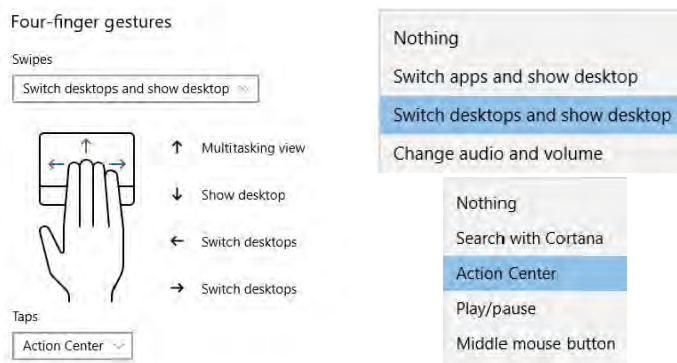 Four-finger gestures
Swipes
Switch desktops and show desktop
↑ Multitasking view
↓ Show desktop
← Switch desktops
→ Switch desktops
Taps
Action Center
Nothing
Switch apps and show desktop
Switch desktops and show desktop
Change audio and volume
Nothing
Search with Cortana
Action Center
Play/pause
Middle mouse button